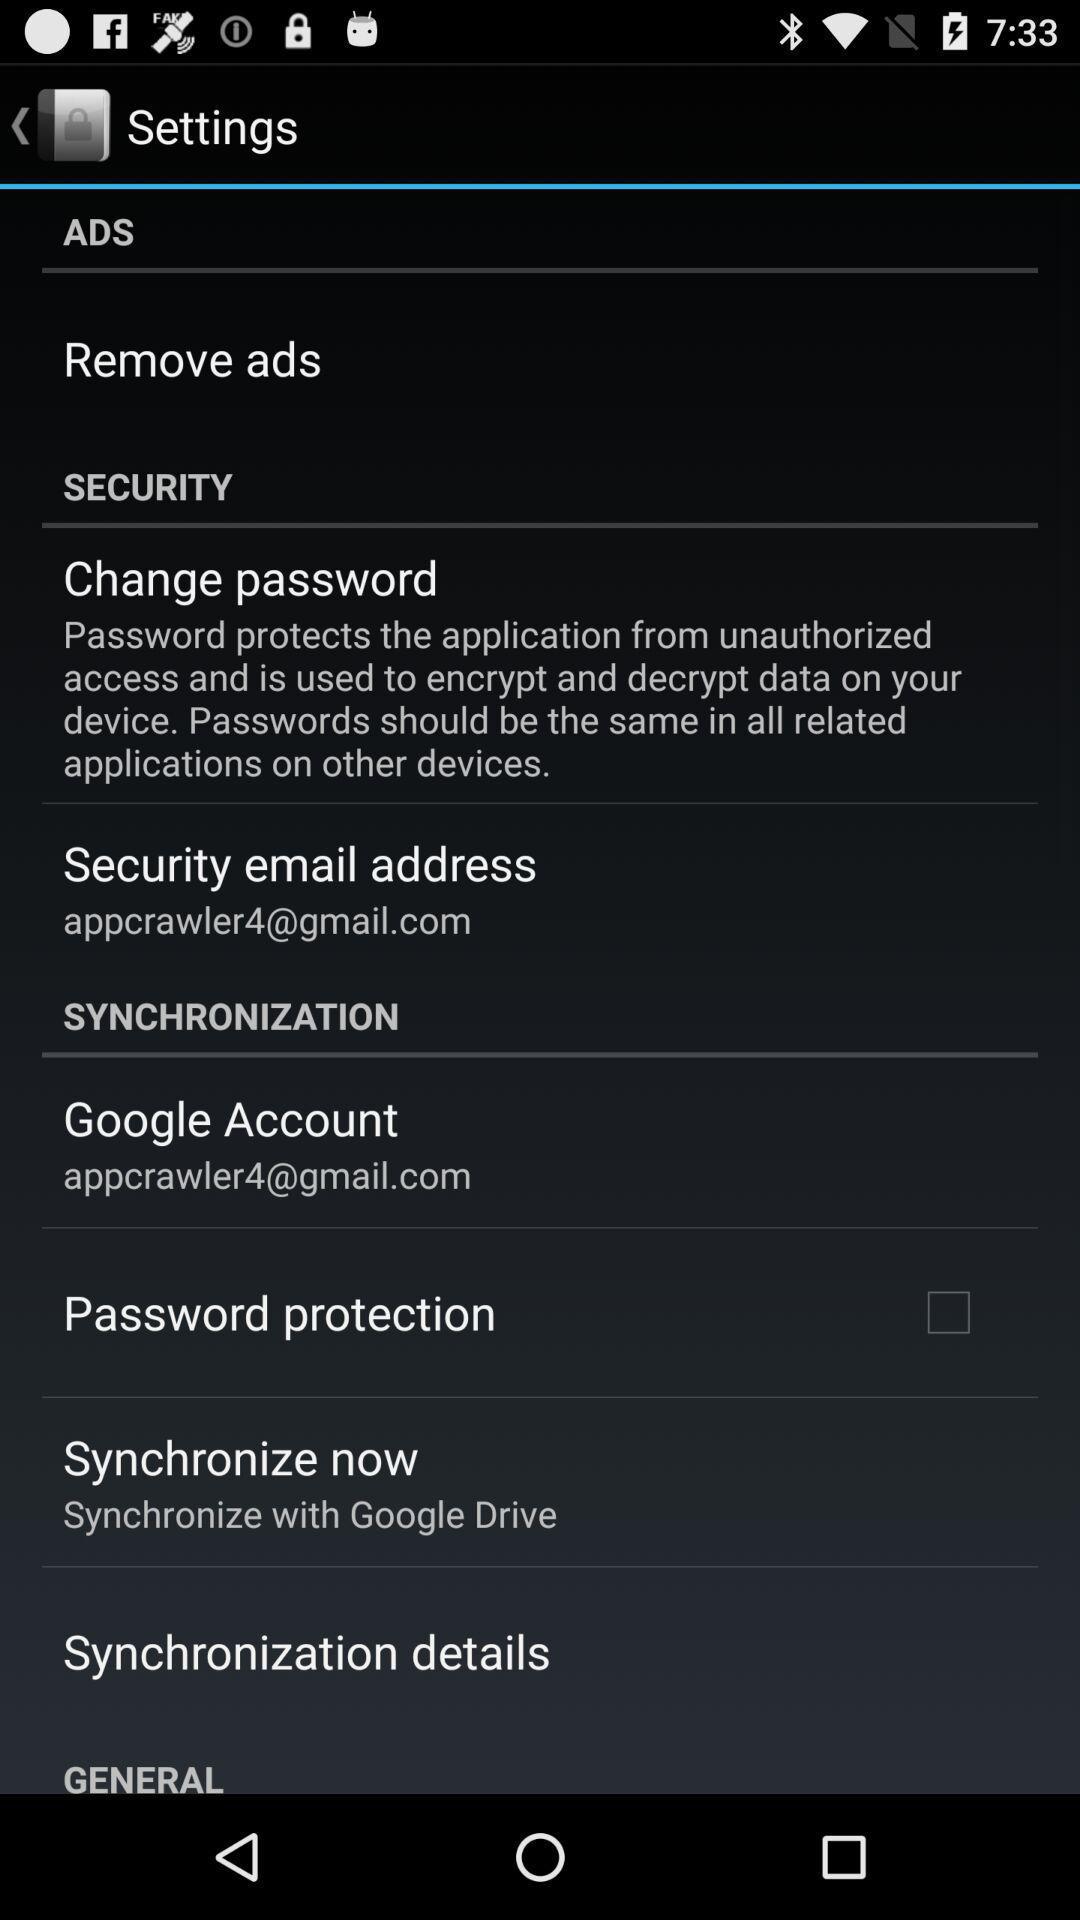 FAKE
7:33
Settings
ADS
Remove ads
SECURITY
Change password
Password protects the application from unauthorized
access and is used to encrypt and decrypt data on your
device. Passwords should be the same in all related
applications on other devices.
Security email address
appcrawler4@gmail.com
SYNCHRONIZATION
Google Account
appcrawler4@gmail.com
Password protection
Synchronize now
Synchronize with Google Drive
Synchronization details
GENERAL